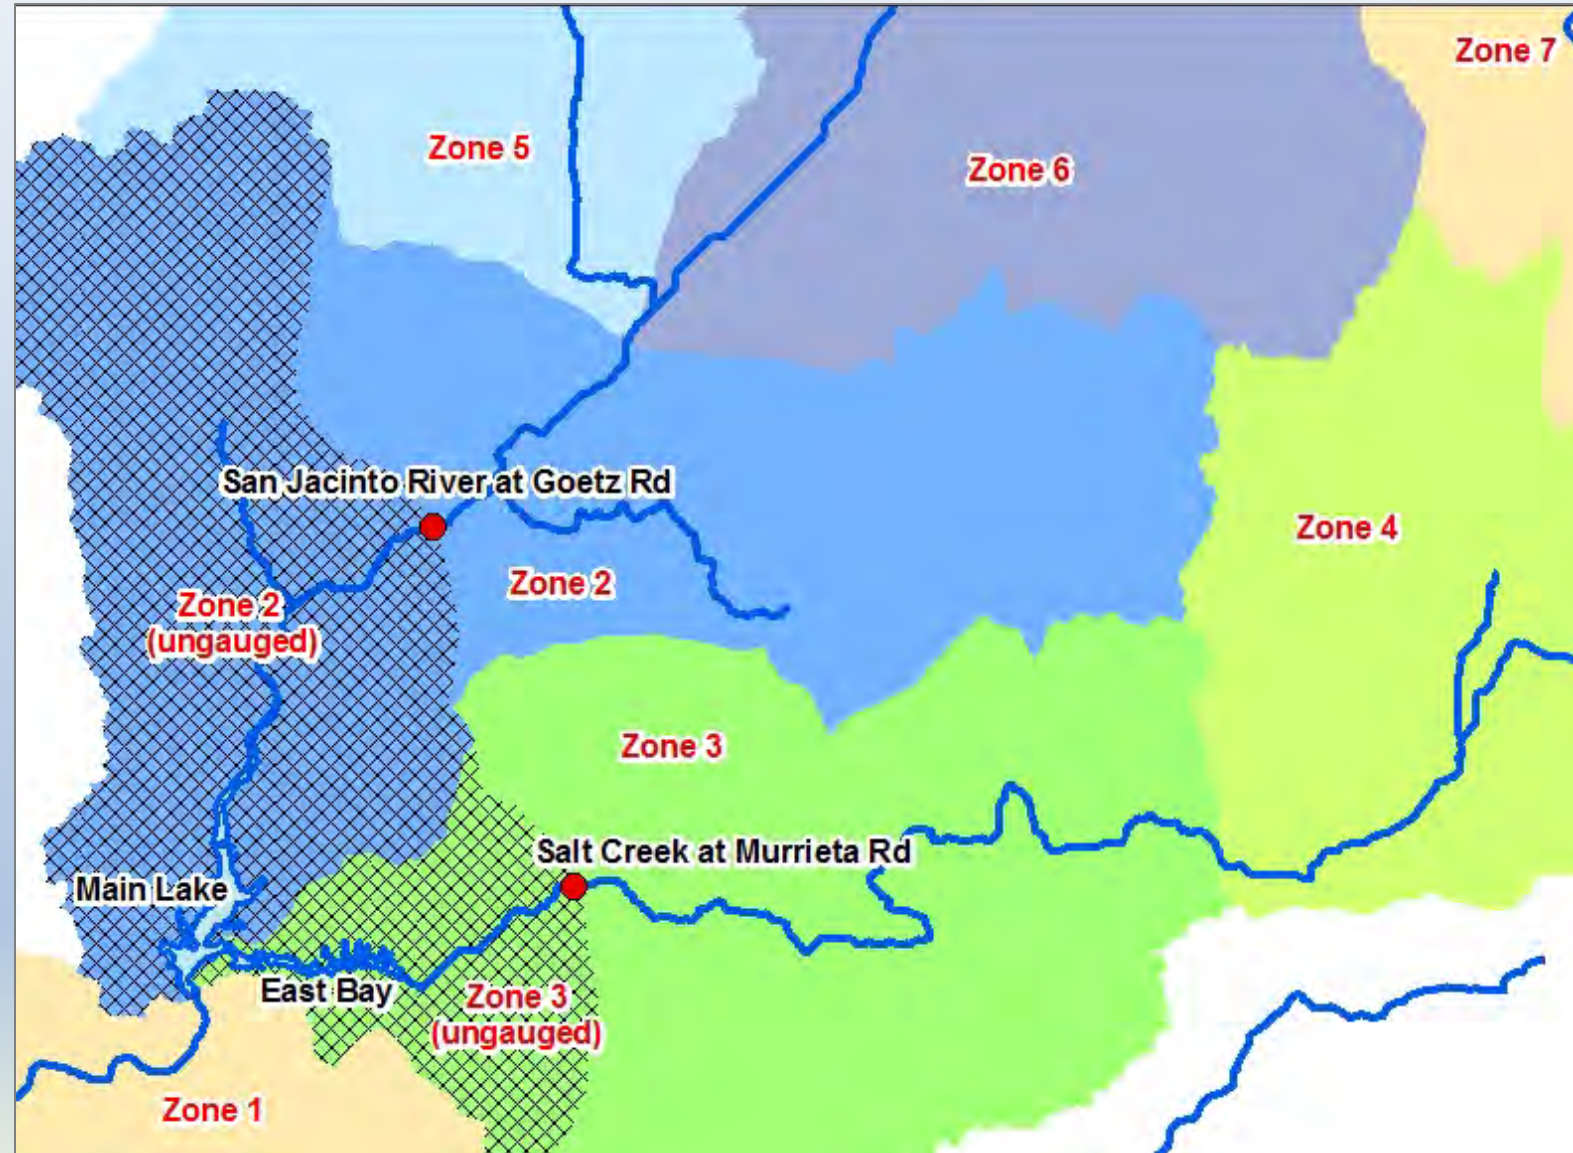 Zone 7
Zone 5
Zone 6
San Jacinto River at Goetz Rd
Zone 4
Zone 2
Zone 2
(ungauged)
Zone 3
Salt Creek at Murrieta Rd
Main Lake
East Bay
Zone 3
(ungauged)
Zone 1